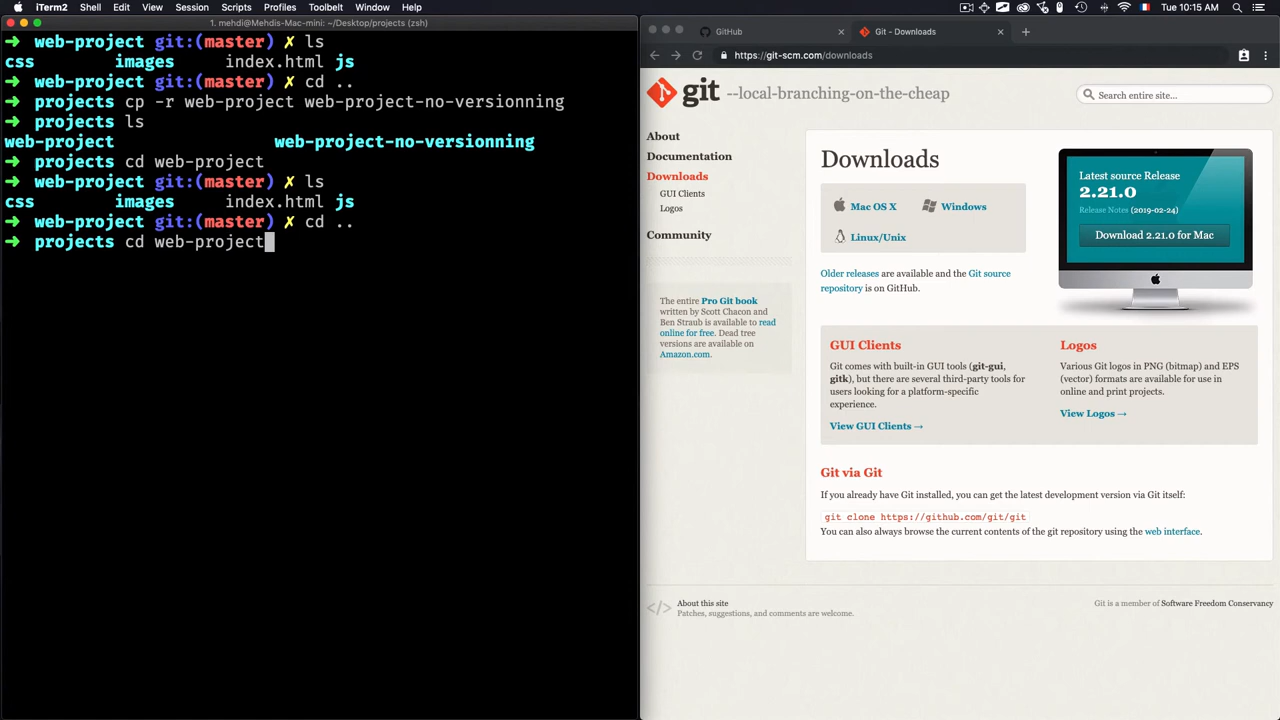 iTerm2 Shell Edit View Session Scripts Profiles Toolbelt Window Help
Tue 10:15 AM
1. mehdi@Mehdis-Mac-mini: ~/Desktop/projects (zsh)
➜ web-project git:(master) ✗ ls
css images index.html js
➜ web-project git:(master) ✗ cd ..
➜ projects cp -r web-project web-project-no-versionning
➜ projects ls
web-project web-project-no-versionning
➜ projects cd web-project
➜ web-project git:(master) ✗ ls
css images index.html js
➜ web-project git:(master) ✗ cd ..
➜ projects cd web-project
GitHub
Git - Downloads
https://git-scm.com/downloads
git --local-branching-on-the-cheap
Search entire site...
About
Documentation
Downloads
GUI Clients
Logos
Community
The entire Pro Git book
written by Scott Chacon and
Ben Straub is available to read
online for free. Dead tree
versions are available on
Amazon.com.
Downloads
Mac OS X
Windows
Linux/Unix
Older releases are available and the Git source
repository is on GitHub.
Latest source Release
2.21.0
Release Notes (2019-02-24)
Download 2.21.0 for Mac
GUI Clients
Git comes with built-in GUI tools (git-gui,
gitk), but there are several third-party tools for
users looking for a platform-specific
experience.
View GUI Clients →
Logos
Various Git logos in PNG (bitmap) and EPS
(vector) formats are available for use in
online and print projects.
View Logos →
Git via Git
If you already have Git installed, you can get the latest development version via Git itself:
git clone https://github.com/git/git
You can also always browse the current contents of the git repository using the web interface.
</> About this site
Patches, suggestions, and comments are welcome.
Git is a member of Software Freedom Conservancy